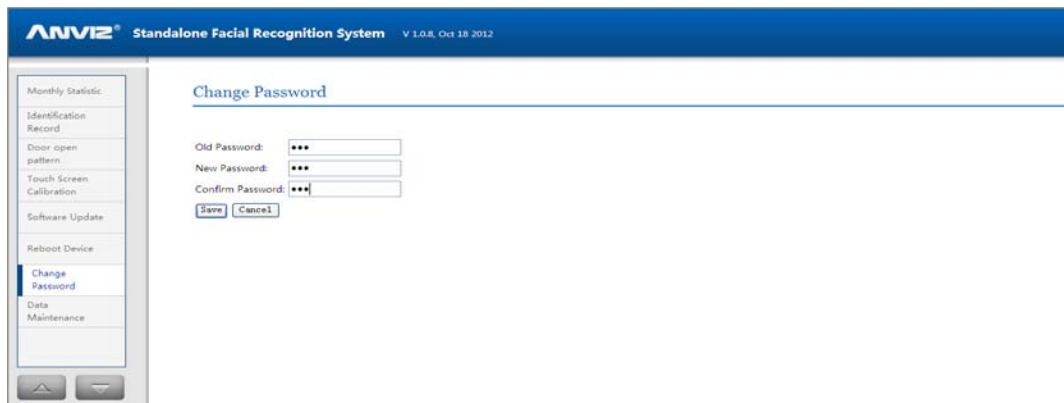 ANVIZ® Standalone Facial Recognition System V 1.0.8, Oct 18 2012
Monthly Statistic
Identification
Record
Door open
pattern
Touch Screen
Calibration
Software Update
Reboot Device
Change
Password
Data
Maintenance
Change Password
Old Password: •••
New Password: •••
Confirm Password: •••
Save Cancel